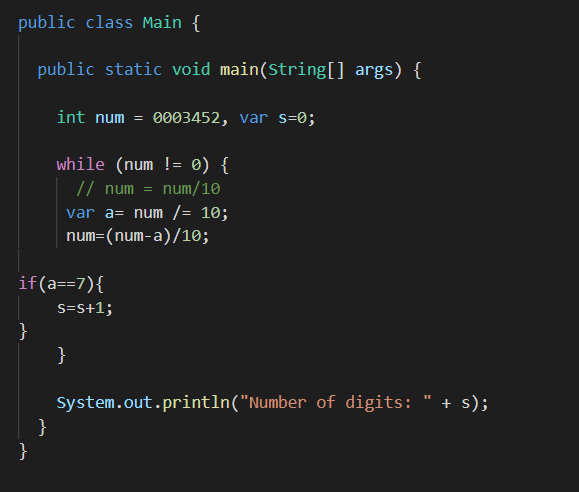 public class Main {
public static void main(String[] args) {
int num = 0003452, var s=0;
while (num != 0) {
// num = num/10
var a= num /= 10;
num=(num-a)/10;
if(a==7){
s=s+1;
}
}
System.out.println("Number of digits: " + s);
}
}